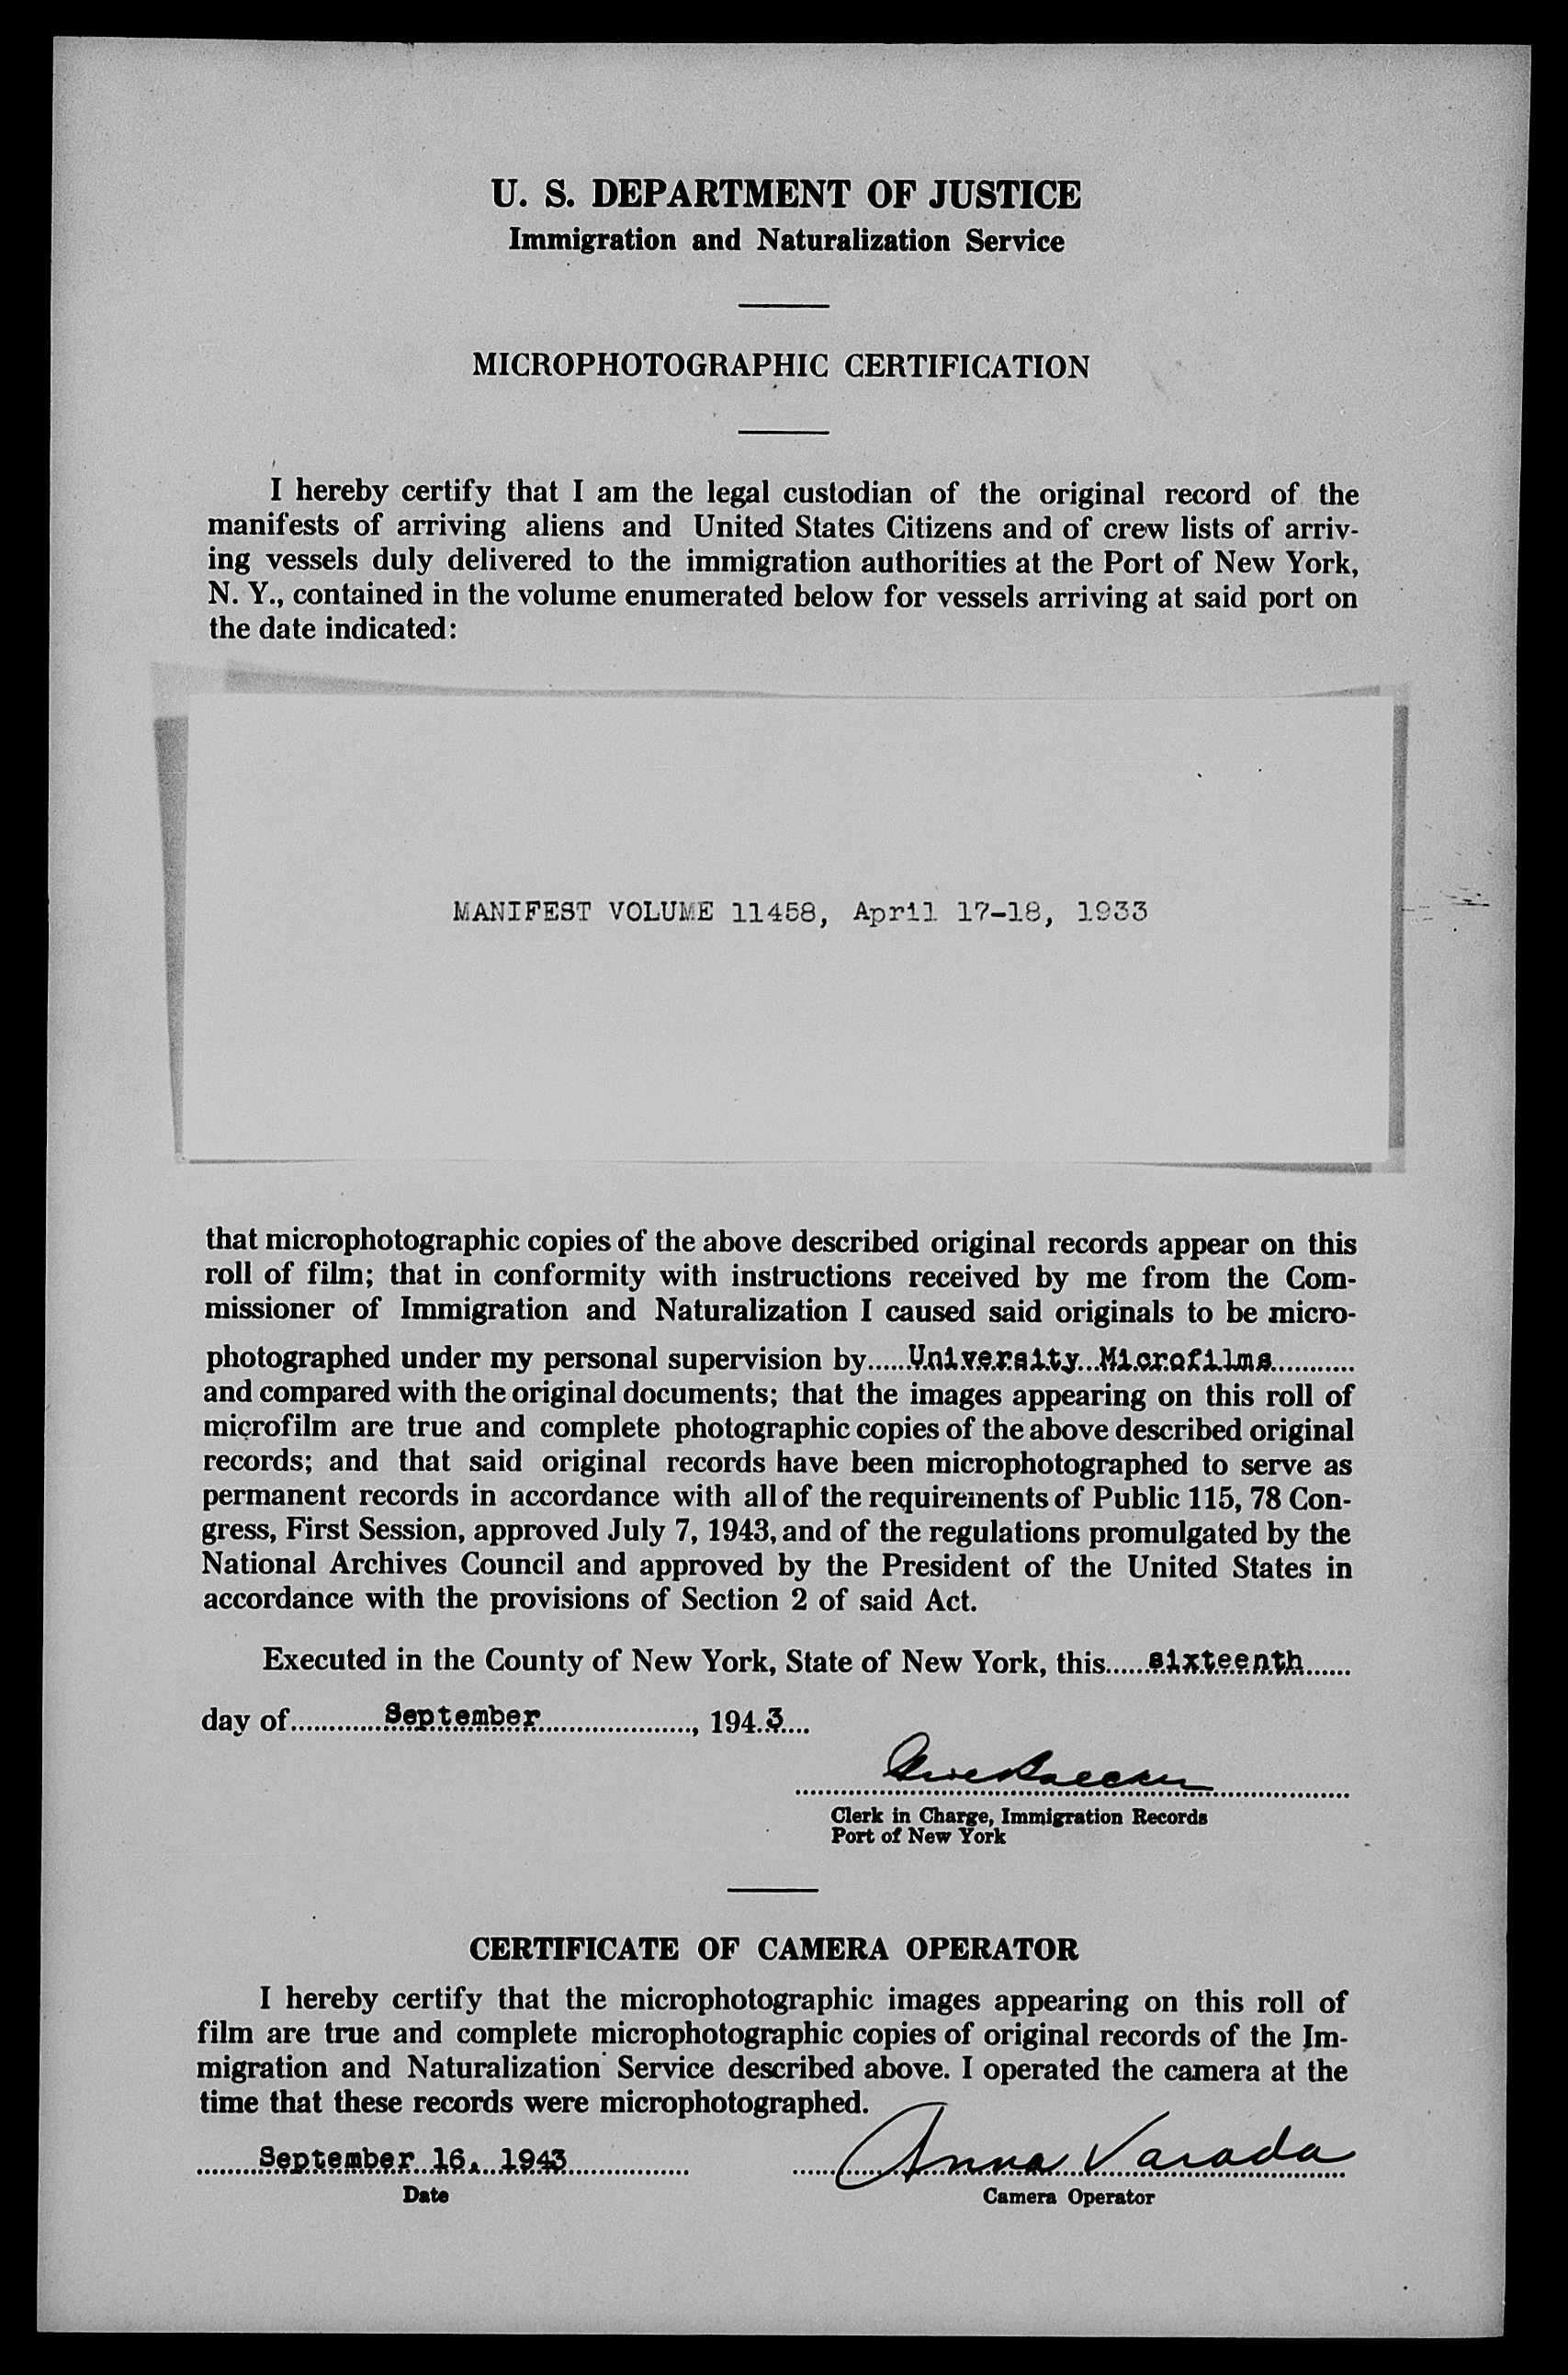 U. S. DEPARTMENT OF JUSTICE
Immigration and Naturalization Service
MICROPHOTOGRAPHIC CERTIFICATION
I hereby certify that I am the legal custodian of the original record of the
manifests of arriving aliens and United States Citizens and of crew lists of arriv-
ing vessels duly delivered to the immigration authorities at the Port of New York,
N. Y., contained in the volume enumerated below for vessels arriving at said port on
the date indicated:
MANIFEST VOLUME 11458, April 17-18, 1933
that microphotographic copies of the above described original records appear on this
roll of film; that in conformity with instructions received by me from the Com-
missioner of Immigration and Naturalization I caused said originals to be micro-
photographed under my personal supervision by.....University Microfilms...........
and compared with the original documents; that the images appearing on this roll of
microfilm are true and complete photographic copies of the above described original
records; and that said original records have been microphotographed to serve as
permanent records in accordance with all of the requirements of Public 115, 78 Con-
gress, First Session, approved July 7, 1943, and of the regulations promulgated by the
National Archives Council and approved by the President of the United States in
accordance with the provisions of Section 2 of said Act.
Executed in the County of New York, State of New York, this......sixteenth......
day of............September...................., 194..3....
Clerk in Charge, Immigration Records
Port of New York
CERTIFICATE OF CAMERA OPERATOR
I hereby certify that the microphotographic images appearing on this roll of
film are true and complete microphotographic copies of original records of the Im-
migration and Naturalization Service described above. I operated the camera at the
time that these records were microphotographed.
September 16, 1943 Anna Varada
Date Camera Operator